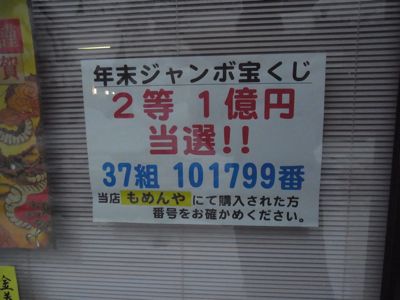 年末ジャンボ宝くじ
2等 1億円
当選!!
37組 101799番
当店もめんやにて購入された方
番号をお確かめください。
謹
賀